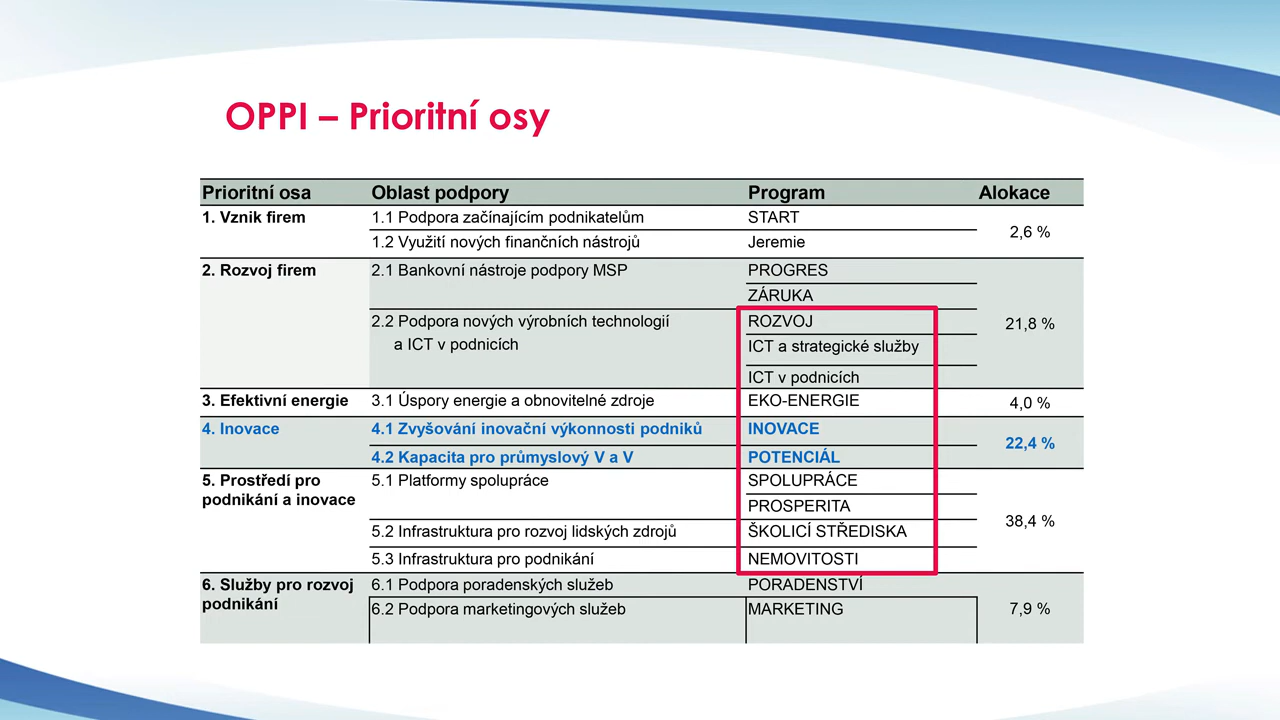 OPPI – Prioritní osy
Prioritní osa Oblast podpory Program Alokace
1. Vznik firem 1.1 Podpora začínajícím podnikatelům START
2,6 %
1.2 Využití nových finančních nástrojů Jeremie
2. Rozvoj firem 2.1 Bankovní nástroje podpory MSP PROGRES
ZÁRUKA
2.2 Podpora nových výrobních technologií ROZVOJ
21,8 %
a ICT v podnicích ICT a strategické služby
ICT v podnicích
3. Efektivní energie 3.1 Úspory energie a obnovitelné zdroje EKO-ENERGIE 4,0 %
4. Inovace 4.1 Zvyšování inovační výkonnosti podniků INOVACE
22,4 %
4.2 Kapacita pro průmyslový V a V POTENCIÁL
5. Prostředí pro 5.1 Platformy spolupráce SPOLUPRÁCE
podnikání a inovace PROSPERITA
38,4 %
5.2 Infrastruktura pro rozvoj lidských zdrojů ŠKOLICÍ STŘEDISKA
5.3 Infrastruktura pro podnikání NEMOVITOSTI
6. Služby pro rozvoj 6.1 Podpora poradenských služeb PORADENSTVÍ
podnikání 6.2 Podpora marketingových služeb MARKETING 7,9 %